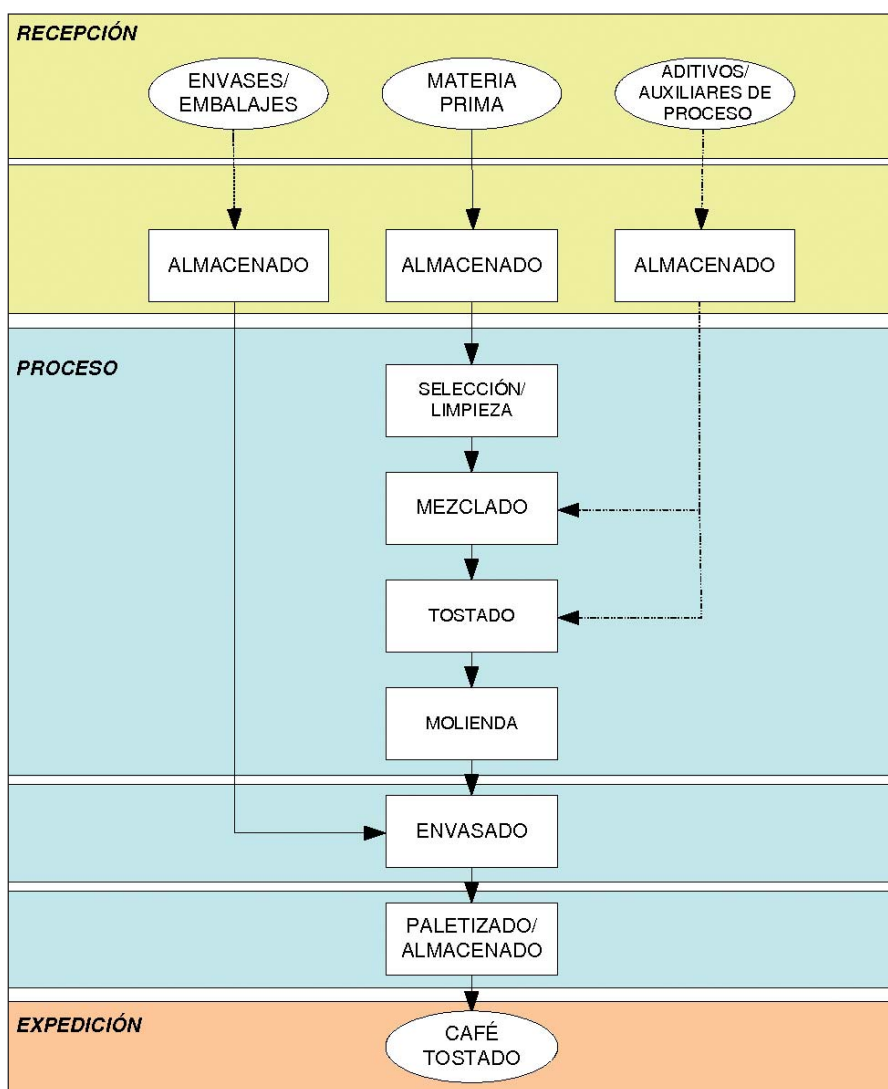 RECEPCIÓN
ENVASES/
EMBALAJES
MATERIA
PRIMA
ADITIVOS/
AUXILIARES DE
PROCESO
ALMACENADO
ALMACENADO
ALMACENADO
PROCESO
SELECCIÓN/
LIMPIEZA
MEZCLADO
TOSTADO
MOLIENDA
ENVASADO
PALETIZADO/
ALMACENADO
EXPEDICIÓN
CAFÉ
TOSTADO